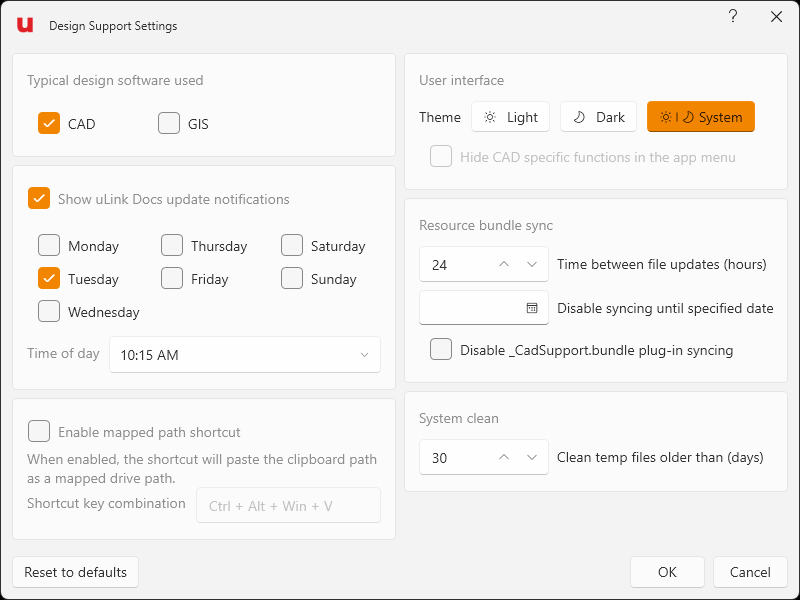 u Design Support Settings
?
Typical design software used
CAD
GIS
Show uLink Docs update notifications
Monday
Thursday
Saturday
Tuesday
Friday
Sunday
Wednesday
Time of day
10:15 AM
Enable mapped path shortcut
When enabled, the shortcut will paste the clipboard path
as a mapped drive path.
Shortcut key combination
Ctrl + Alt + Win + V
User interface
Theme
Light
Dark
System
Hide CAD specific functions in the app menu
Resource bundle sync
24
Time between file updates (hours)
Disable syncing until specified date
Disable _CadSupport.bundle plug-in syncing
System clean
30
Clean temp files older than (days)
Reset to defaults
OK
Cancel